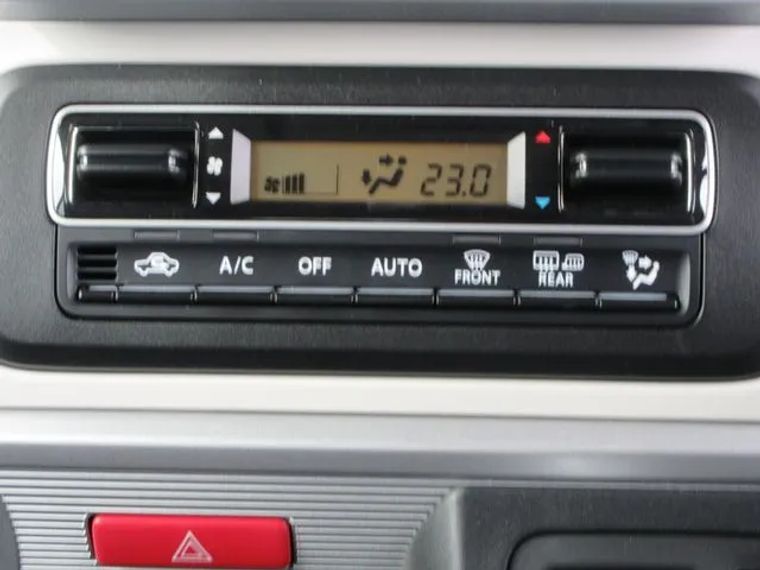 23.0
A/C OFF AUTO FRONT REAR